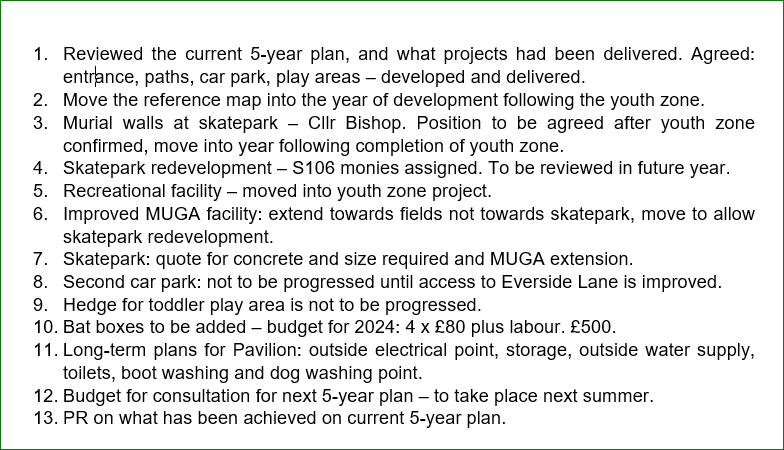 1. Reviewed the current 5-year plan, and what projects had been delivered. Agreed:
entrance, paths, car park, play areas – developed and delivered.
2. Move the reference map into the year of development following the youth zone.
3. Murial walls at skatepark – Cllr Bishop. Position to be agreed after youth zone
confirmed, move into year following completion of youth zone.
4. Skatepark redevelopment – S106 monies assigned. To be reviewed in future year.
5. Recreational facility – moved into youth zone project.
6. Improved MUGA facility: extend towards fields not towards skatepark, move to allow
skatepark redevelopment.
7. Skatepark: quote for concrete and size required and MUGA extension.
8. Second car park: not to be progressed until access to Everside Lane is improved.
9. Hedge for toddler play area is not to be progressed.
10. Bat boxes to be added – budget for 2024: 4 x £80 plus labour. £500.
11. Long-term plans for Pavilion: outside electrical point, storage, outside water supply,
toilets, boot washing and dog washing point.
12. Budget for consultation for next 5-year plan – to take place next summer.
13. PR on what has been achieved on current 5-year plan.